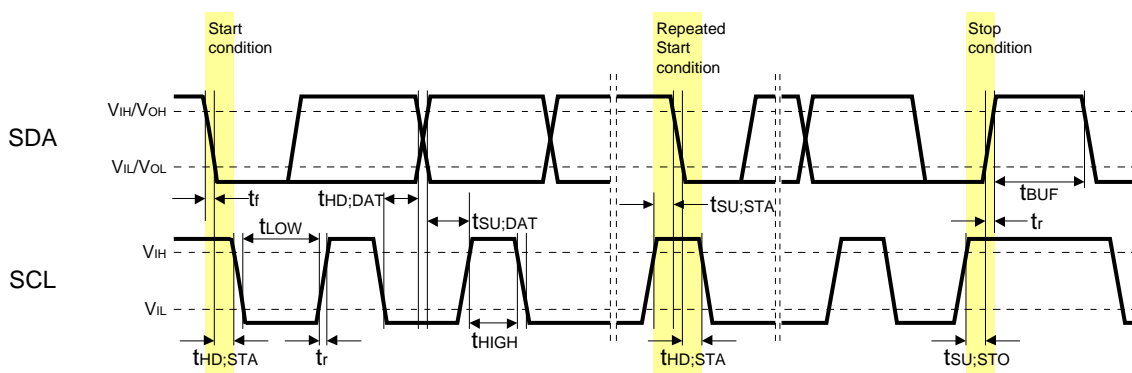 Start
condition
Repeated
Start
condition
Stop
condition
SDA
VIH/VOH
VIL/VOL
tf
tHD;DAT
tSU;DAT
tSU;STA
tBUF
tr
tLOW
SCL
VIH
VIL
tHD;STA
tr
tHIGH
tHD;STA
tSU;STO